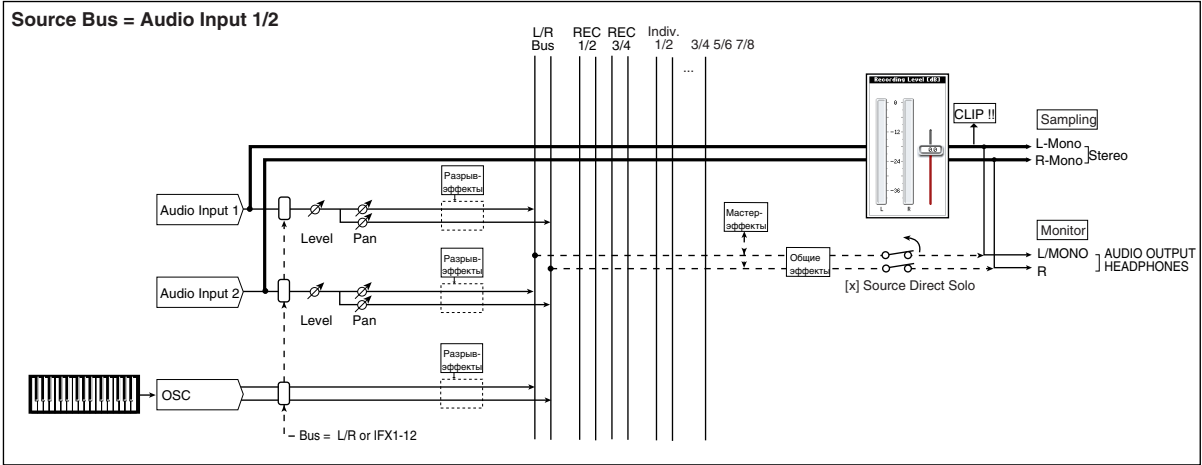 Source Bus = Audio Input 1/2
L/R Bus
REC 1/2
REC 3/4
Indiv. 1/2
3/4 5/6 7/8
...
Recording Level [dB]
0
-12
-24
-36
0.0
L
R
CLIP !!
Sampling
L-Mono
R-Mono
Stereo
Разрыв-
эффекты
Audio Input 1
Level
Pan
Мастер-
эффекты
Общие
эффекты
[x] Source Direct Solo
Monitor
L/MONO
R
AUDIO OUTPUT
HEADPHONES
Разрыв-
эффекты
Audio Input 2
Level
Pan
Разрыв-
эффекты
OSC
Bus = L/R or IFX1-12